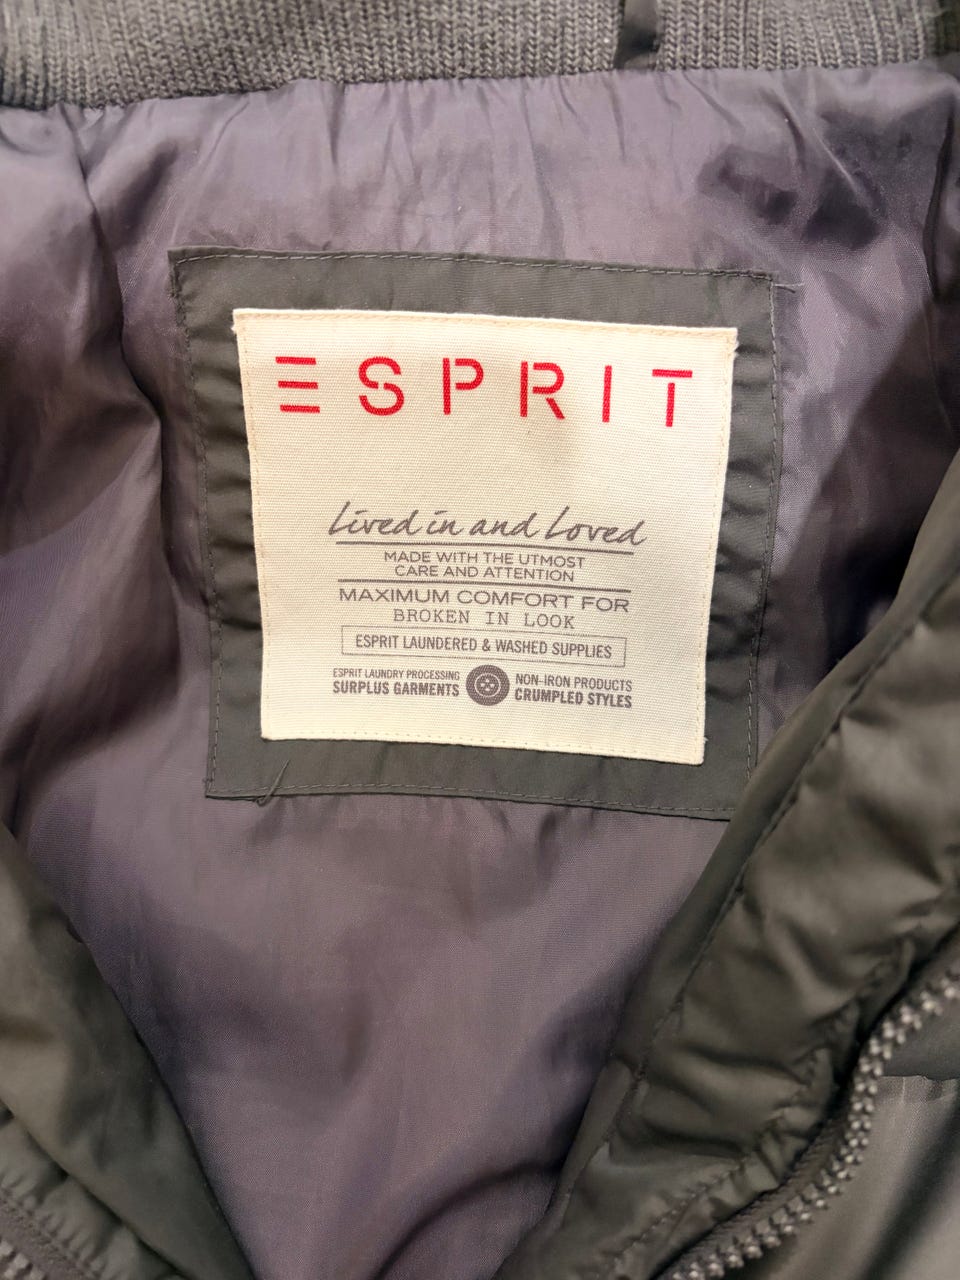 ESPRIT
Lived in and Loved
MADE WITH THE UTMOST
CARE AND ATTENTION
MAXIMUM COMFORT FOR
BROKEN IN LOOK
ESPRIT LAUNDERED & WASHED SUPPLIES
ESPRIT LAUNDRY PROCESSING
SURPLUS GARMENTS
NON-IRON PRODUCTS
CRUMPLED STYLES